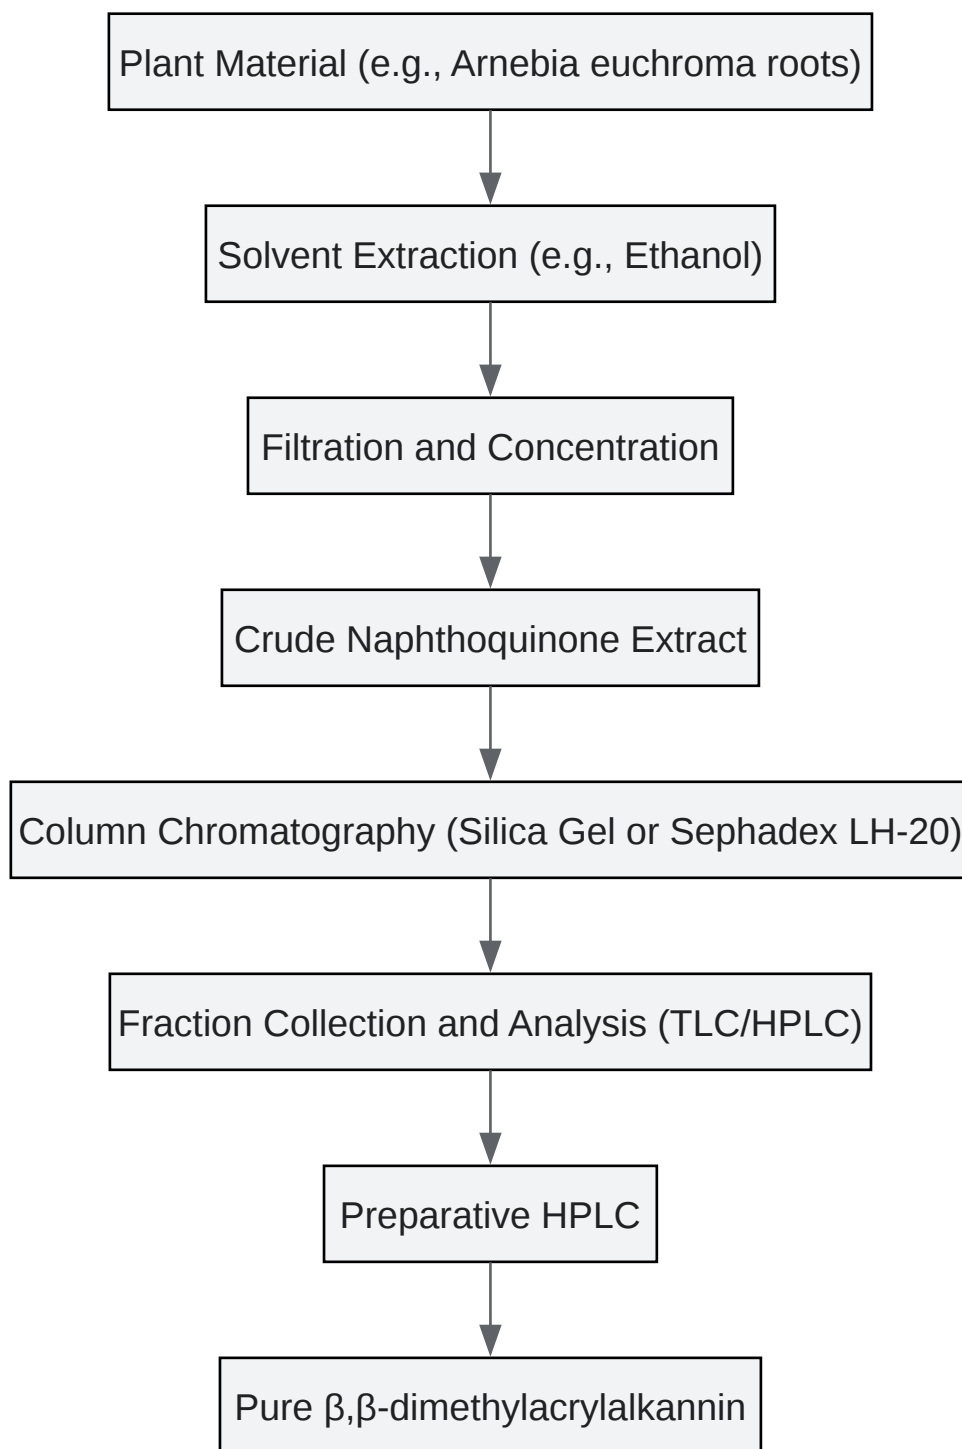 Plant Material (e.g., Arnebia euchroma roots)
Solvent Extraction (e.g., Ethanol)
Filtration and Concentration
Crude Naphthoquinone Extract
Column Chromatography (Silica Gel or Sephadex LH-20)
Fraction Collection and Analysis (TLC/HPLC)
Preparative HPLC
Pure β,β-dimethylacrylalkannin